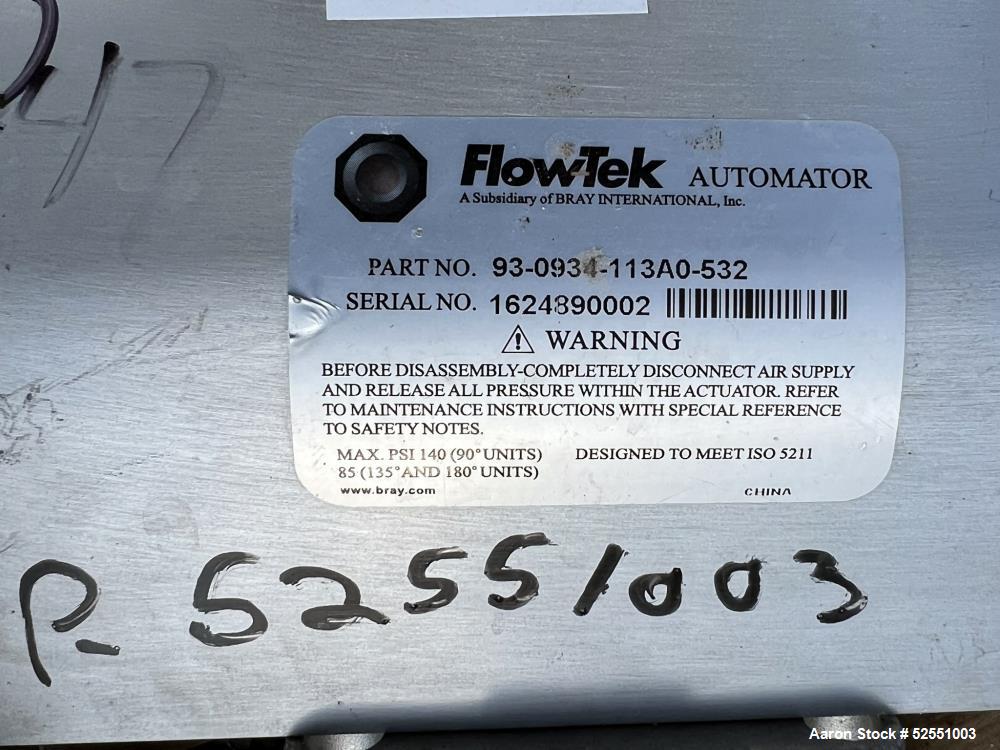 47
FlowTek AUTOMATOR
A Subsidiary of BRAY INTERNATIONAL, Inc.
PART NO. 93-0934-113A0-532
SERIAL NO. 1624890002
WARNING
BEFORE DISASSEMBLY-COMPLETELY DISCONNECT AIR SUPPLY
AND RELEASE ALL PRESSURE WITHIN THE ACTUATOR. REFER
TO MAINTENANCE INSTRUCTIONS WITH SPECIAL REFERENCE
TO SAFETY NOTES.
MAX. PSI 140 (90° UNITS) DESIGNED TO MEET ISO 5211
85 (135° AND 180° UNITS)
www.bray.com CHINA
P- 52551003
Aaron Stock # 52551003